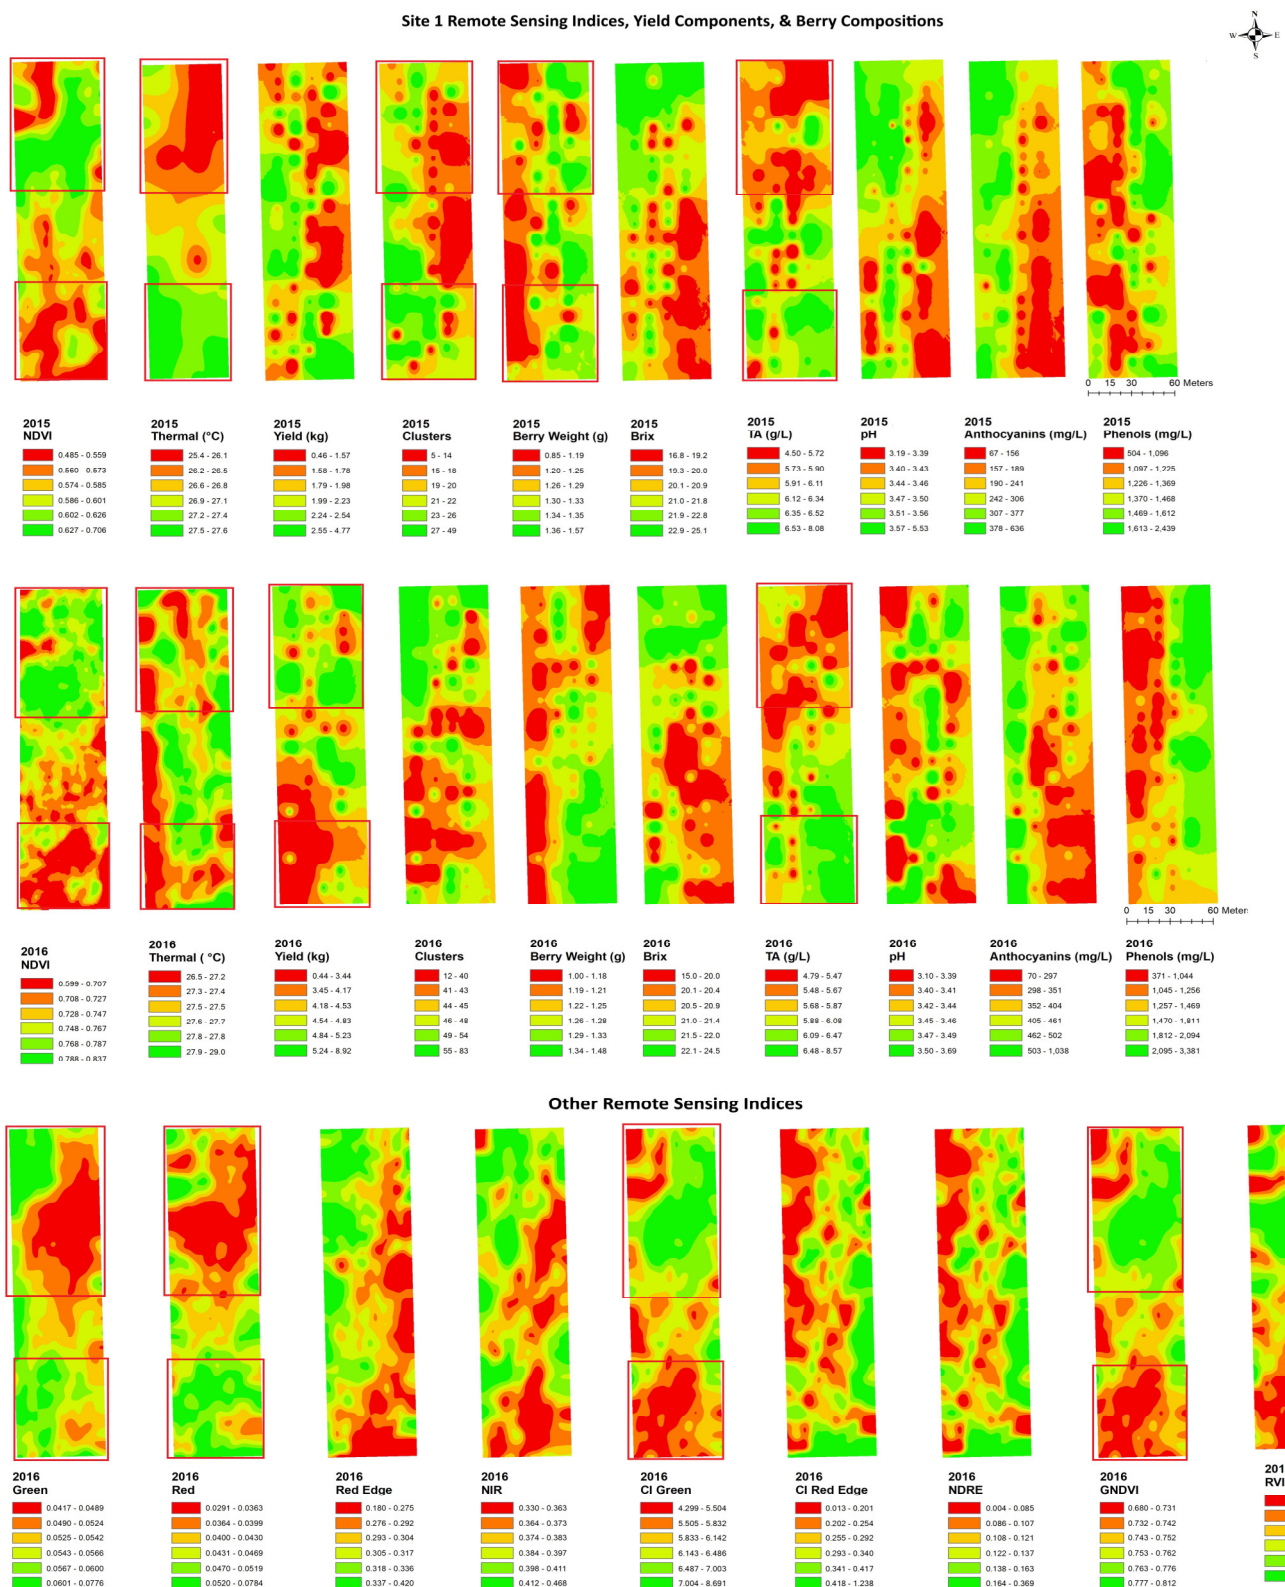 Site 1 Remote Sensing Indices, Yield Components, & Berry Compositions
N
W E
S
0 15 30 60 Meters
2015 2015 2015 2015 2015 2015 2015 2015 2015 2015
NDVI Thermal (°C) Yield (kg) Clusters Berry Weight (g) Brix TA (g/L) pH Anthocyanins (mg/L) Phenols (mg/L)
0.485 - 0.559 25.4 - 26.1 0.46 - 1.57 5 - 14 0.85 - 1.19 16.8 - 19.2 4.50 - 5.72 3.19 - 3.39 67 - 156 504 - 1,096
0.560 - 0.573 26.2 - 26.5 1.58 - 1.78 15 - 18 1.20 - 1.25 19.3 - 20.0 5.73 - 5.90 3.40 - 3.43 157 - 189 1,097 - 1,225
0.574 - 0.585 26.6 - 26.8 1.79 - 1.98 19 - 20 1.26 - 1.29 20.1 - 20.9 5.91 - 6.11 3.44 - 3.46 190 - 241 1,226 - 1,369
0.586 - 0.601 26.9 - 27.1 1.99 - 2.23 21 - 22 1.30 - 1.33 21.0 - 21.8 6.12 - 6.34 3.47 - 3.50 242 - 306 1,370 - 1,468
0.602 - 0.626 27.2 - 27.4 2.24 - 2.54 23 - 26 1.34 - 1.35 21.9 - 22.8 6.35 - 6.52 3.51 - 3.56 307 - 377 1,469 - 1,612
0.627 - 0.706 27.5 - 27.6 2.55 - 4.77 27 - 49 1.36 - 1.57 22.9 - 25.1 6.53 - 8.08 3.57 - 5.53 378 - 636 1,613 - 2,439
0 15 30 60 Meters
2016 2016 2016 2016 2016 2016 2016 2016 2016 2016
NDVI Thermal ( °C) Yield (kg) Clusters Berry Weight (g) Brix TA (g/L) pH Anthocyanins (mg/L) Phenols (mg/L)
0.599 - 0.707 26.5 - 27.2 0.44 - 3.44 12 - 40 1.00 - 1.18 15.0 - 20.0 4.79 - 5.47 3.10 - 3.39 70 - 297 371 - 1,044
0.708 - 0.727 27.3 - 27.4 3.45 - 4.17 41 - 43 1.19 - 1.21 20.1 - 20.4 5.48 - 5.67 3.40 - 3.41 298 - 351 1,045 - 1,256
0.728 - 0.747 27.5 - 27.5 4.18 - 4.53 44 - 45 1.22 - 1.25 20.5 - 20.9 5.68 - 5.87 3.42 - 3.44 352 - 404 1,257 - 1,469
0.748 - 0.767 27.6 - 27.7 4.54 - 4.83 46 - 48 1.26 - 1.28 21.0 - 21.4 5.88 - 6.08 3.45 - 3.46 405 - 461 1,470 - 1,811
0.768 - 0.787 27.8 - 27.8 4.84 - 5.23 49 - 54 1.29 - 1.33 21.5 - 22.0 6.09 - 6.47 3.47 - 3.49 462 - 502 1,812 - 2,094
0.788 - 0.837 27.9 - 29.0 5.24 - 8.92 55 - 83 1.34 - 1.48 22.1 - 24.5 6.48 - 8.57 3.50 - 3.69 503 - 1,038 2,095 - 3,381
Other Remote Sensing Indices
2016 2016 2016 2016 2016 2016 2016 2016 201
Green Red Red Edge NIR CI Green CI Red Edge NDRE GNDVI RVI
0.0417 - 0.0489 0.0291 - 0.0363 0.180 - 0.275 0.330 - 0.363 4.299 - 5.504 0.013 - 0.201 0.004 - 0.085 0.680 - 0.731
0.0490 - 0.0524 0.0364 - 0.0399 0.276 - 0.292 0.364 - 0.373 5.505 - 5.832 0.202 - 0.254 0.086 - 0.107 0.732 - 0.742
0.0525 - 0.0542 0.0400 - 0.0430 0.293 - 0.304 0.374 - 0.383 5.833 - 6.142 0.255 - 0.292 0.108 - 0.121 0.743 - 0.752
0.0543 - 0.0566 0.0431 - 0.0469 0.305 - 0.317 0.384 - 0.397 6.143 - 6.486 0.293 - 0.340 0.122 - 0.137 0.753 - 0.762
0.0567 - 0.0600 0.0470 - 0.0519 0.318 - 0.336 0.398 - 0.411 6.487 - 7.003 0.341 - 0.417 0.138 - 0.163 0.763 - 0.776
0.0601 - 0.0776 0.0520 - 0.0784 0.337 - 0.420 0.412 - 0.468 7.004 - 8.691 0.418 - 1.238 0.164 - 0.369 0.777 - 0.812